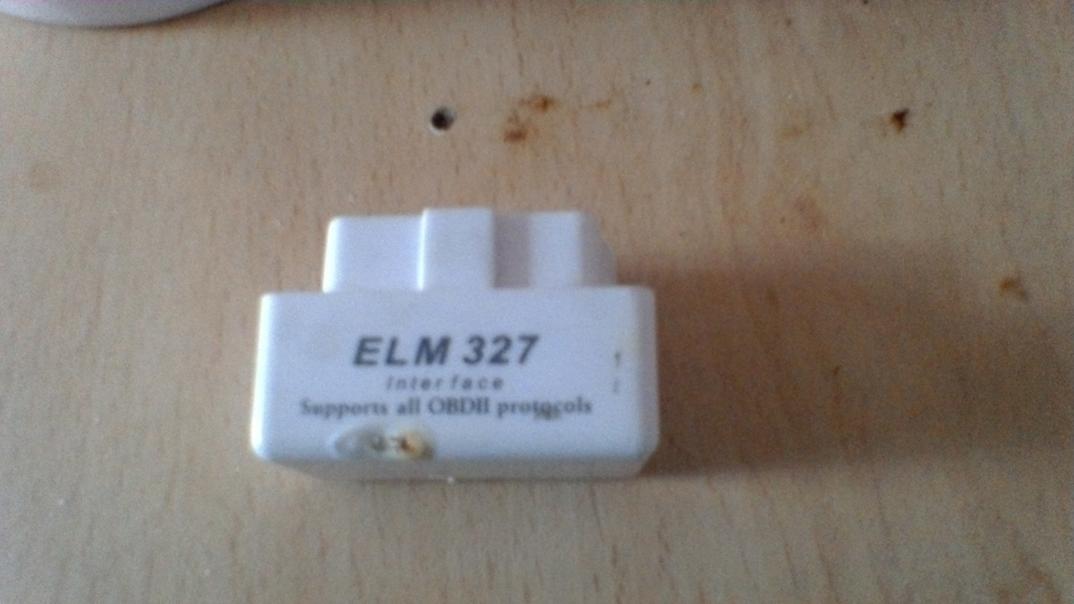 ELM 327
Interface
Supports all OBDII protocols